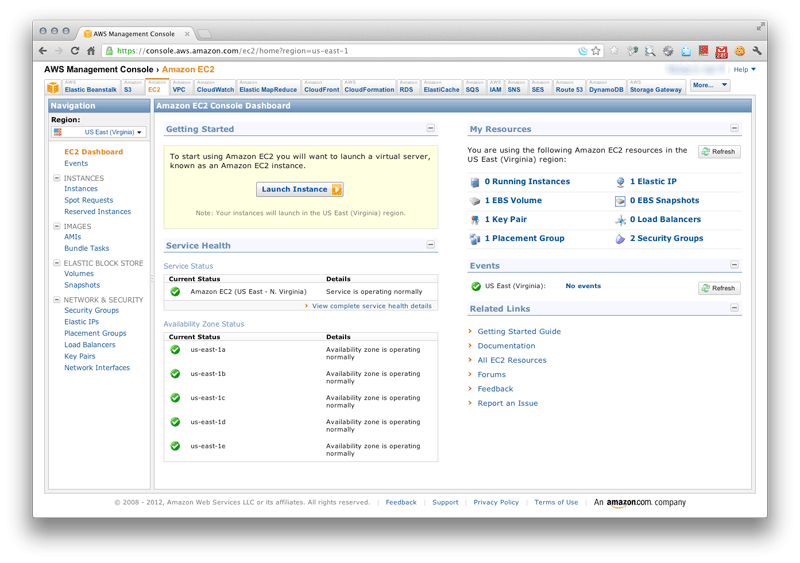 AWS Management Console
https://console.aws.amazon.com/ec2/home?region=us-east-1
245
AWS Management Console › Amazon EC2
Help
AWS Elastic Beanstalk
Amazon S3
Amazon EC2
Amazon VPC
Amazon CloudWatch
Amazon Elastic MapReduce
Amazon CloudFront
AWS CloudFormation
Amazon RDS
Amazon ElastiCache
Amazon SQS
AWS IAM
Amazon SNS
Amazon SES
Amazon Route 53
Amazon DynamoDB
AWS Storage Gateway
More...
Navigation
Region:
US East (Virginia)
EC2 Dashboard
Events
INSTANCES
Instances
Spot Requests
Reserved Instances
IMAGES
AMIs
Bundle Tasks
ELASTIC BLOCK STORE
Volumes
Snapshots
NETWORK & SECURITY
Security Groups
Elastic IPs
Placement Groups
Load Balancers
Key Pairs
Network Interfaces
Amazon EC2 Console Dashboard
Getting Started
To start using Amazon EC2 you will want to launch a virtual server,
known as an Amazon EC2 instance.
Launch Instance
Note: Your instances will launch in the US East (Virginia) region.
Service Health
Service Status
Current Status Details
Amazon EC2 (US East - N. Virginia) Service is operating normally
View complete service health details
Availability Zone Status
Current Status Details
us-east-1a Availability zone is operating
normally
us-east-1b Availability zone is operating
normally
us-east-1c Availability zone is operating
normally
us-east-1d Availability zone is operating
normally
us-east-1e Availability zone is operating
normally
My Resources
You are using the following Amazon EC2 resources in the
US East (Virginia) region:
Refresh
0 Running Instances 1 Elastic IP
1 EBS Volume 0 EBS Snapshots
1 Key Pair 0 Load Balancers
1 Placement Group 2 Security Groups
Events
US East (Virginia): No events
Refresh
Related Links
Getting Started Guide
Documentation
All EC2 Resources
Forums
Feedback
Report an Issue
© 2008 - 2012, Amazon Web Services LLC or its affiliates. All rights reserved. | Feedback | Support | Privacy Policy | Terms of Use | An amazon.com. company